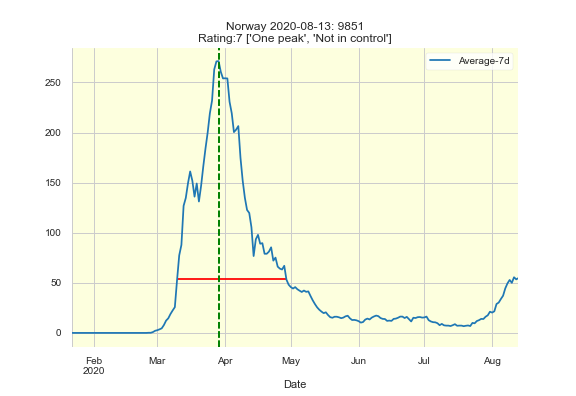 Norway 2020-08-13: 9851
Rating:7 ['One peak', 'Not in control']
Average-7d
250
200
150
100
50
0
Feb Mar Apr May Jun Jul Aug
2020
Date